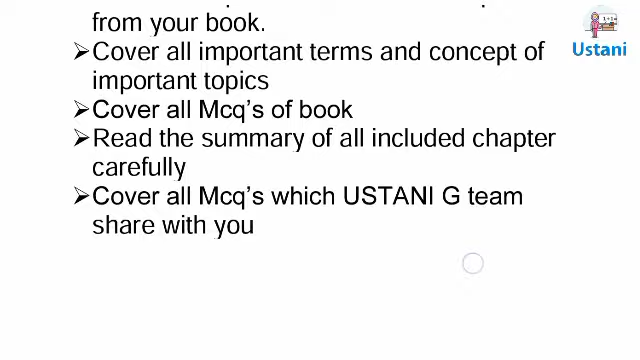 from your book.
➢Cover all important terms and concept of
important topics
➢Cover all Mcq's of book
➢Read the summary of all included chapter
carefully
➢Cover all Mcq's which USTANI G team
share with you
Ustani